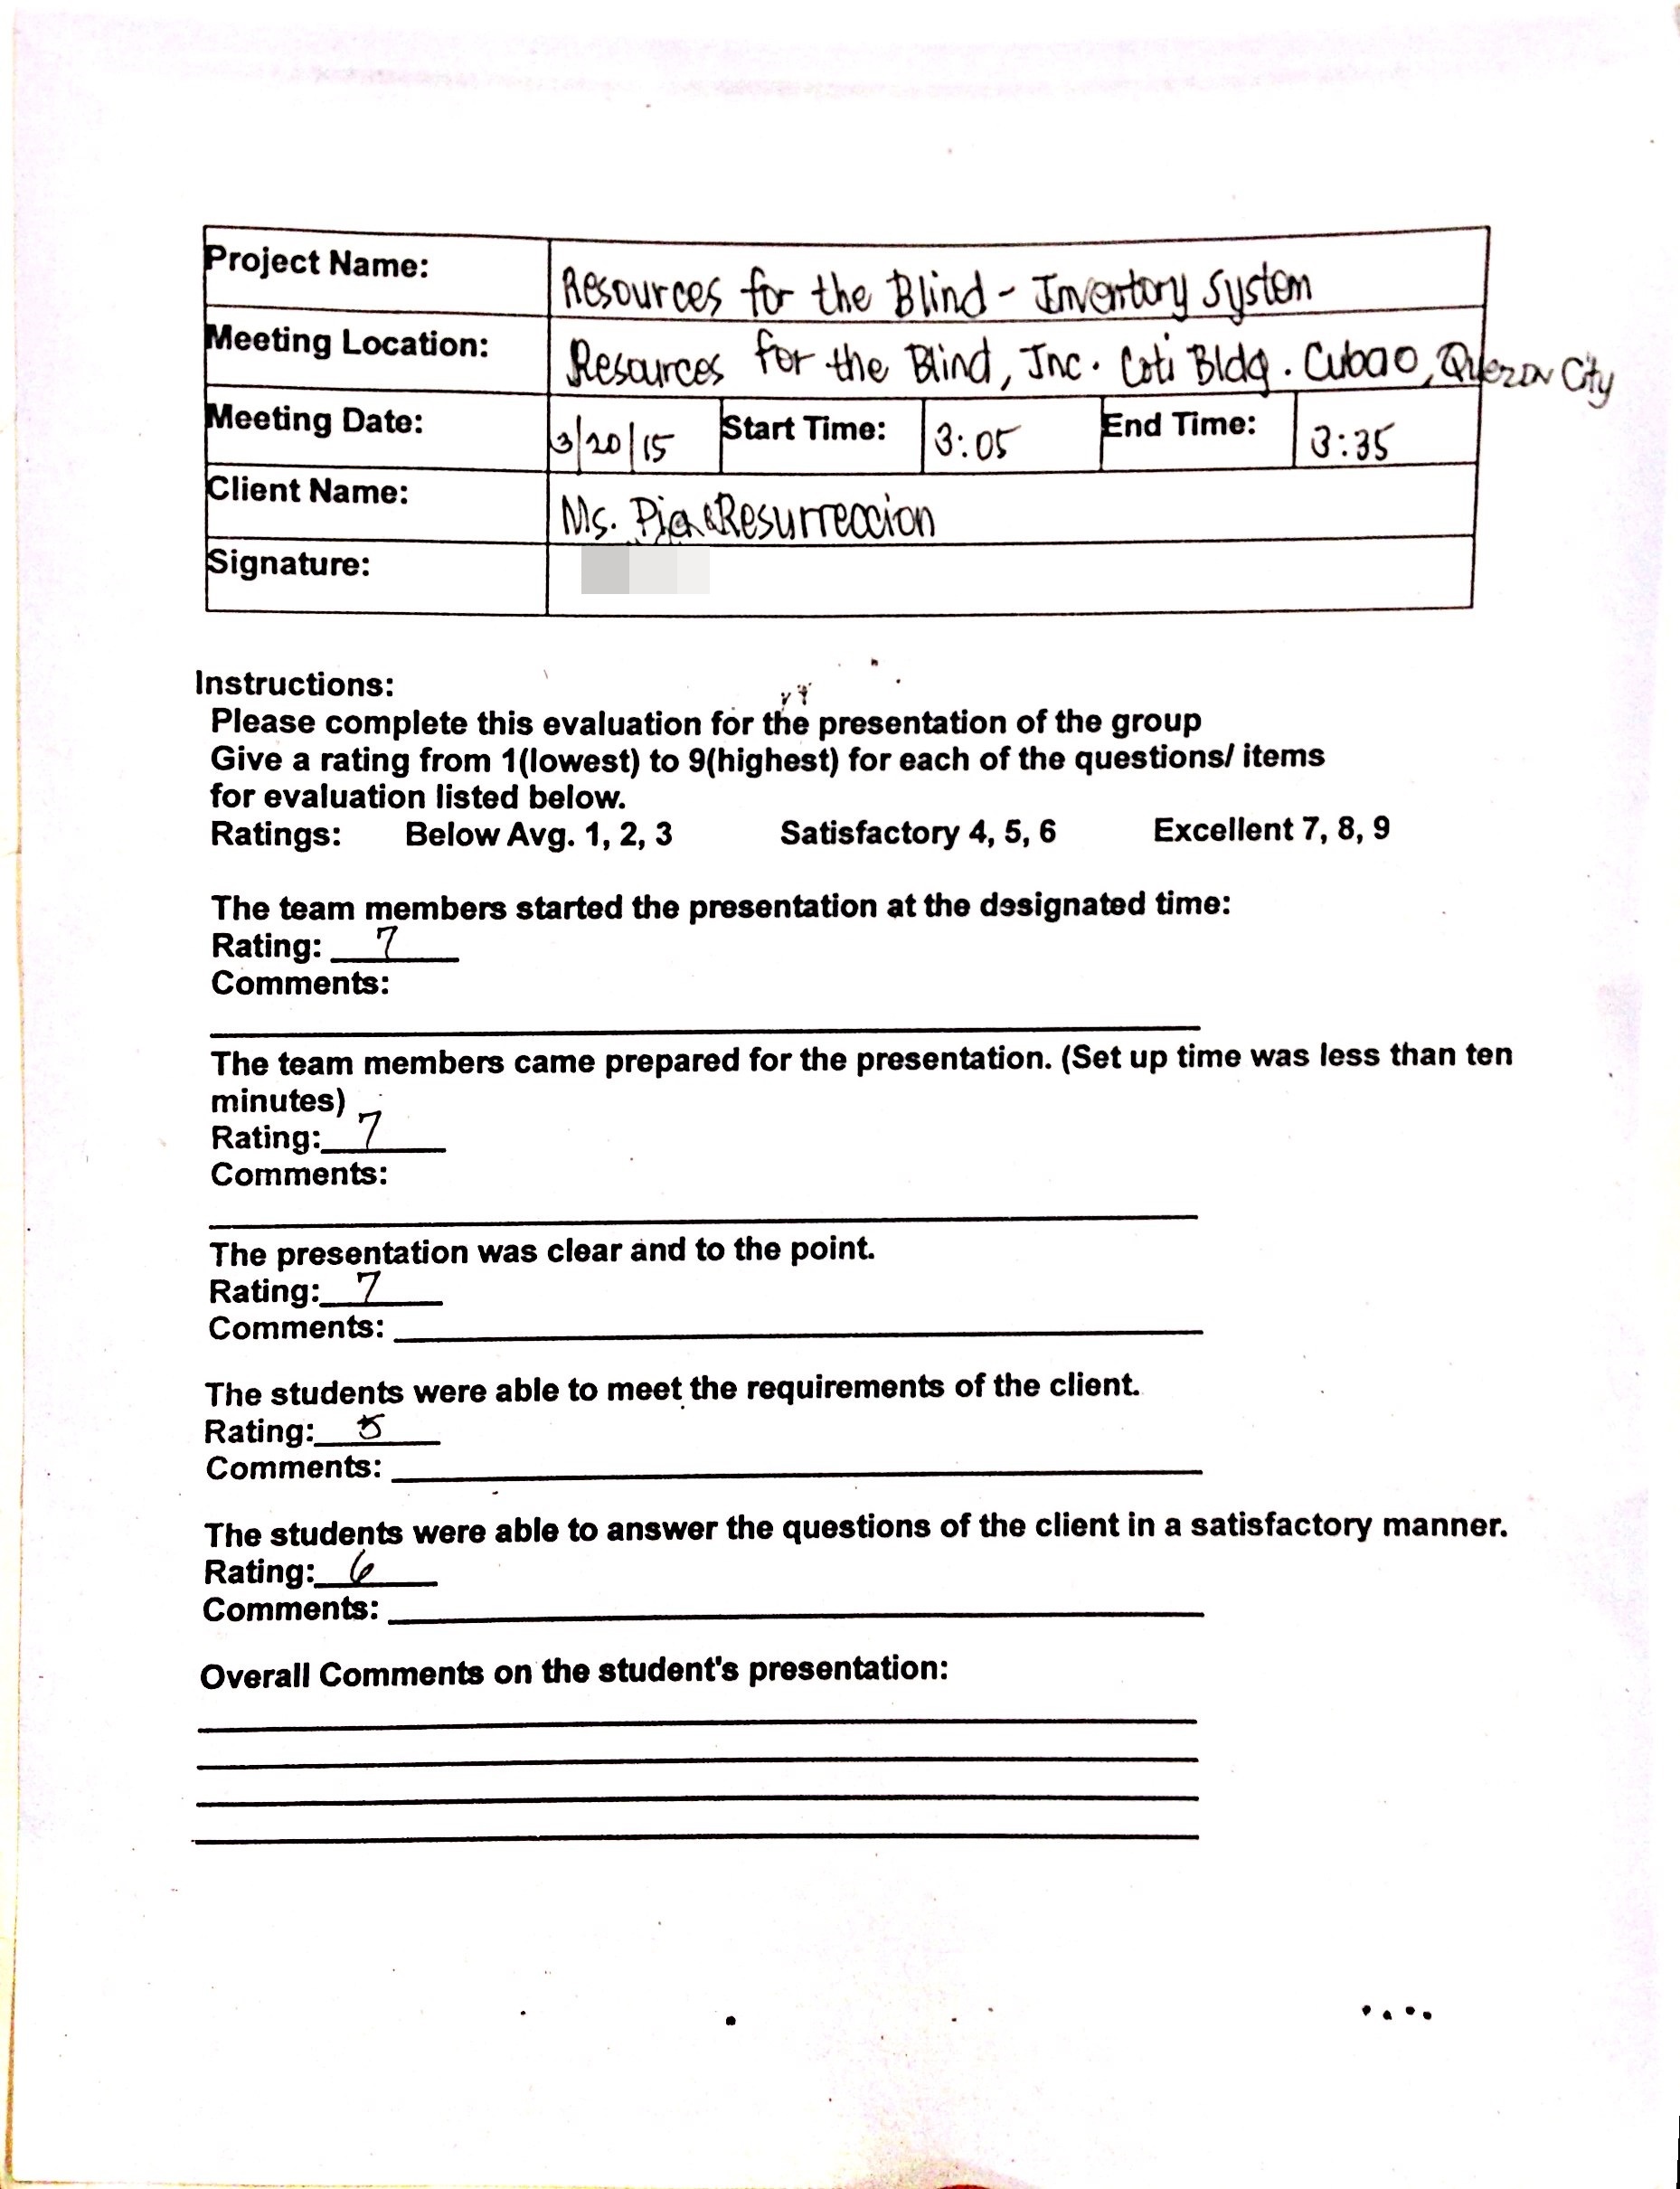 Project Name: Resources for the Blind - Inventory System
Meeting Location: Resources for the Blind, Inc. Coti Bldg. Cubao, Quezon City
Meeting Date: 3/20/15 Start Time: 3:05 End Time: 3:35
Client Name: Ms. Pia Resurreccion
Signature:
Instructions:
Please complete this evaluation for the presentation of the group
Give a rating from 1(lowest) to 9(highest) for each of the questions/ items
for evaluation listed below.
Ratings: Below Avg. 1, 2, 3 Satisfactory 4, 5, 6 Excellent 7, 8, 9
The team members started the presentation at the designated time:
Rating: 7
Comments:
The team members came prepared for the presentation. (Set up time was less than ten
minutes)
Rating: 7
Comments:
The presentation was clear and to the point.
Rating: 7
Comments:
The students were able to meet the requirements of the client.
Rating: 5
Comments:
The students were able to answer the questions of the client in a satisfactory manner.
Rating: 6
Comments:
Overall Comments on the student's presentation: